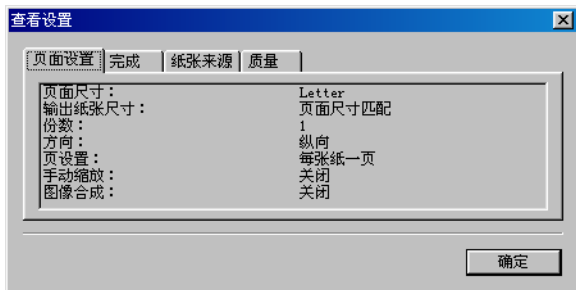 查看设置
页面设置 完成 纸张来源 质量
页面尺寸： Letter
输出纸张尺寸： 页面尺寸匹配
份数： 1
方向： 纵向
页设置： 每张纸一页
手动缩放： 关闭
图像合成： 关闭
确定